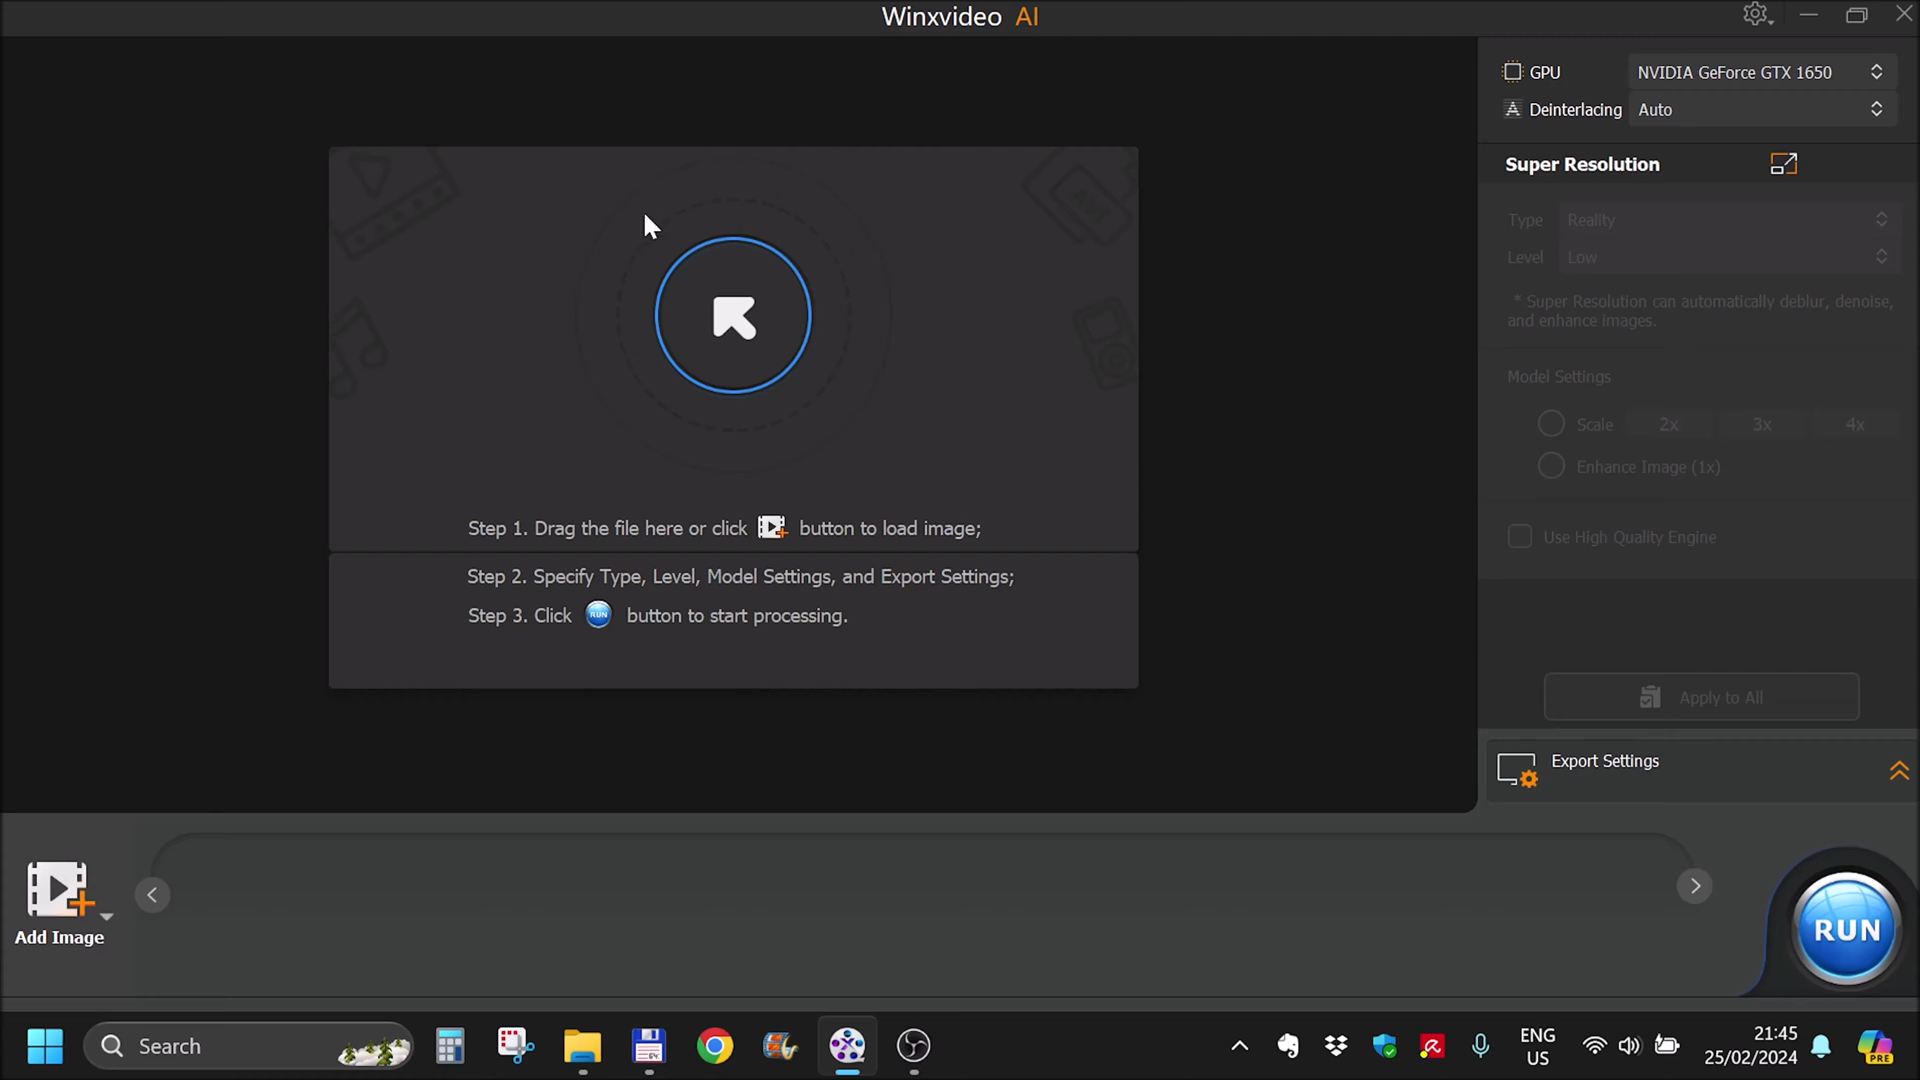 Winxvideo AI
GPU
NVIDIA GeForce GTX 1650
Deinterlacing
Auto
Super Resolution
Type
Reality
Level
Low
* Super Resolution can automatically deblur, denoise,
and enhance images.
Model Settings
Scale
2x
3x
4x
Enhance Image (1x)
Use High Quality Engine
Apply to All
Export Settings
Step 1. Drag the file here or click button to load image;
Step 2. Specify Type, Level, Model Settings, and Export Settings;
Step 3. Click RUN button to start processing.
Add Image
RUN
Search
64
ENG
US
21:45
25/02/2024
PRE